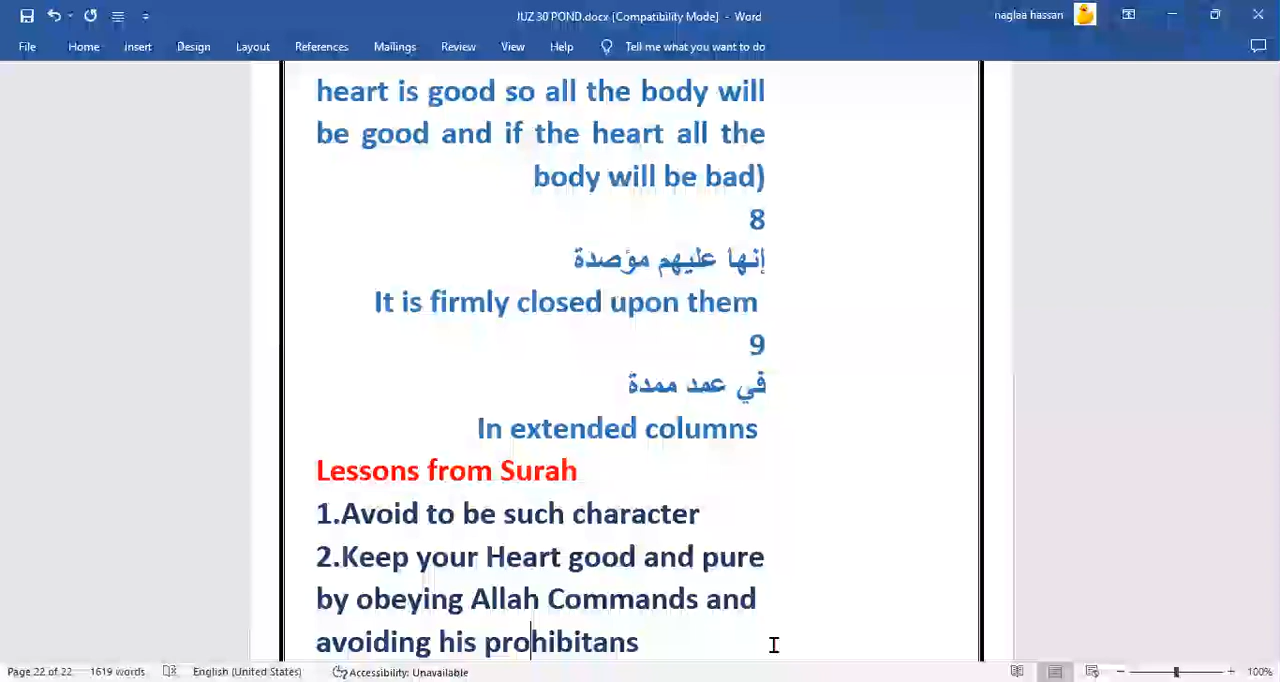 JUZ 30 POND.docx [Compatibility Mode] - Word
naglaa hassan
File Home Insert Design Layout References Mailings Review View Help Tell me what you want to do
heart is good so all the body will
be good and if the heart all the
body will be bad)
8
إنها عليهم مؤصدة
It is firmly closed upon them
9
في عمد ممدة
In extended columns
Lessons from Surah
1.Avoid to be such character
2.Keep your Heart good and pure
by obeying Allah Commands and
avoiding his prohibitans
Page 22 of 22 1619 words English (United States) Accessibility: Unavailable 100%